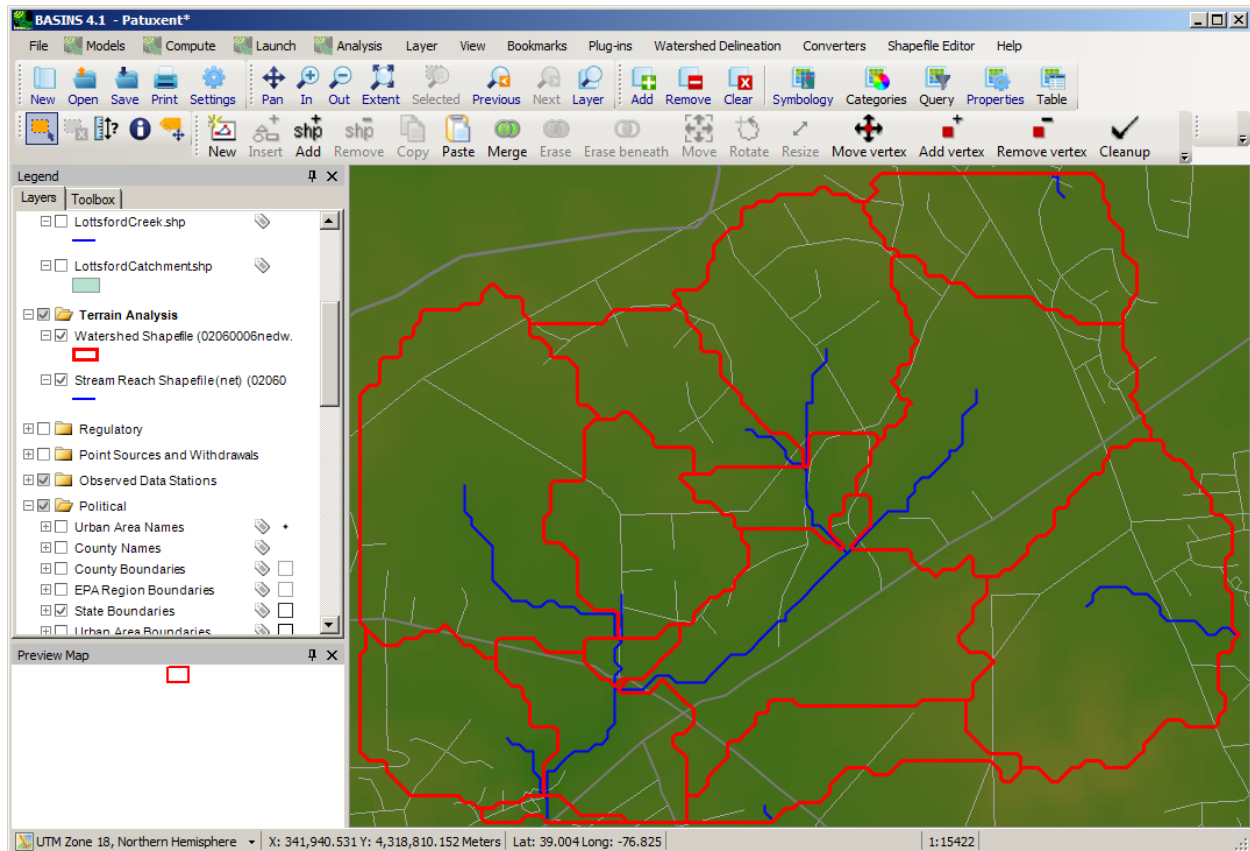 BASINS 4.1 - Patuxent*
File Models Compute Launch Analysis Layer View Bookmarks Plug-ins Watershed Delineation Converters Shapefile Editor Help
New Open Save Print Settings Pan In Out Extent Selected Previous Next Layer Add Remove Clear Symbology Categories Query Properties Table
New Insert Add Remove Copy Paste Merge Erase Erase beneath Move Rotate Resize Move vertex Add vertex Remove vertex Cleanup
Legend
Layers Toolbox
LottsfordCreek.shp
LottsfordCatchment.shp
Terrain Analysis
Watershed Shapefile (02060006nedw.
Stream Reach Shapefile(net) (02060
Regulatory
Point Sources and Withdrawals
Observed Data Stations
Political
Urban Area Names
County Names
County Boundaries
EPA Region Boundaries
State Boundaries
Urban Area Boundaries
Preview Map
UTM Zone 18, Northern Hemisphere X: 341,940.531 Y: 4,318,810.152 Meters Lat: 39.004 Long: -76.825 1:15422